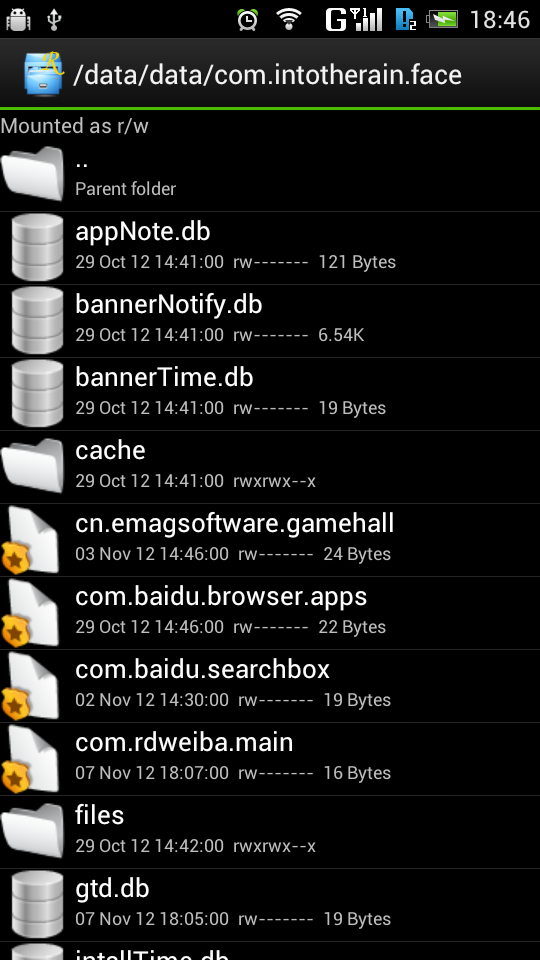 G 1 2 18:46
R
/data/data/com.intotherain.face
Mounted as r/w
..
Parent folder
appNote.db
29 Oct 12 14:41:00 rw------- 121 Bytes
bannerNotify.db
29 Oct 12 14:41:00 rw------- 6.54K
bannerTime.db
29 Oct 12 14:41:00 rw------- 19 Bytes
cache
29 Oct 12 14:41:00 rwxrwx--x
cn.emagsoftware.gamehall
03 Nov 12 14:46:00 rw------- 24 Bytes
com.baidu.browser.apps
29 Oct 12 14:46:00 rw------- 22 Bytes
com.baidu.searchbox
02 Nov 12 14:30:00 rw------- 19 Bytes
com.rdweiba.main
07 Nov 12 18:07:00 rw------- 16 Bytes
files
29 Oct 12 14:42:00 rwxrwx--x
gtd.db
07 Nov 12 18:05:00 rw------- 19 Bytes
intallTime.db